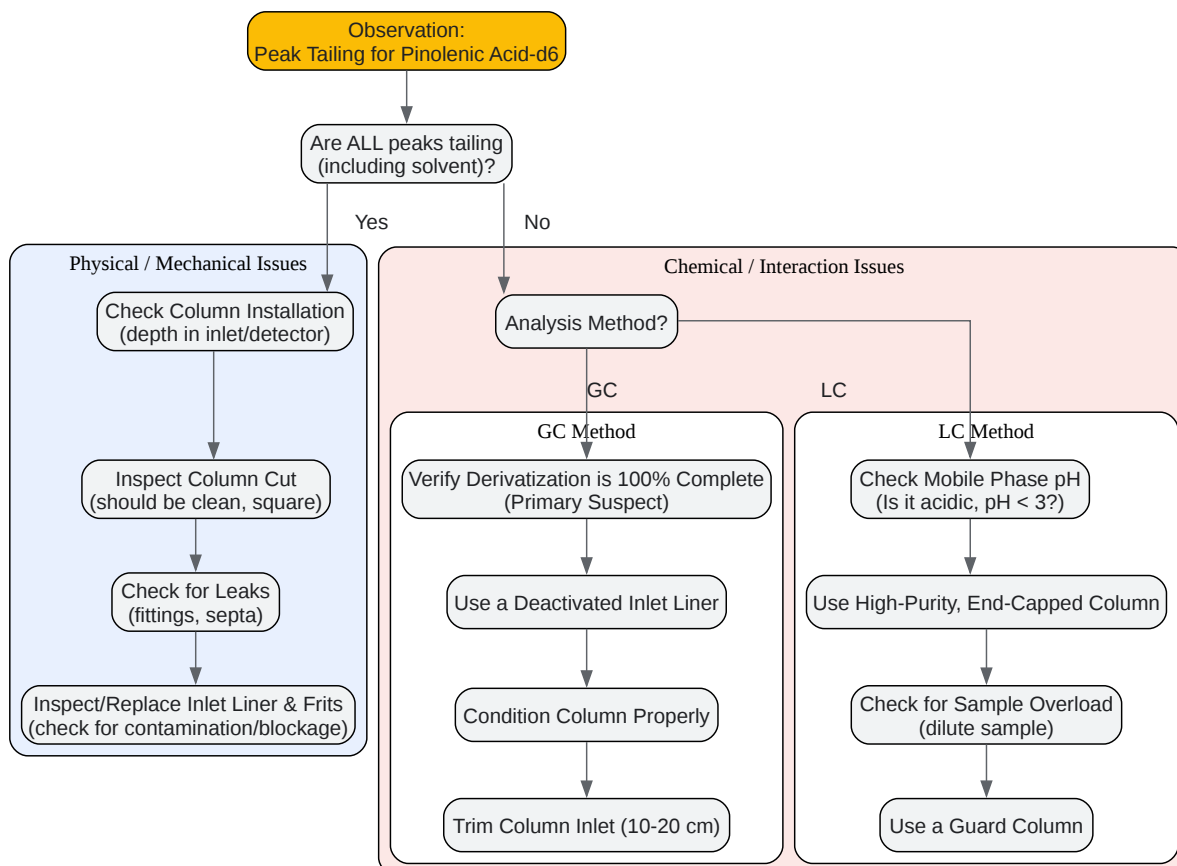 Observation:
Peak Tailing for Pinolenic Acid-d6
Are ALL peaks tailing
(including solvent)?
Yes
No
Physical / Mechanical Issues
Check Column Installation
(depth in inlet/detector)
Inspect Column Cut
(should be clean, square)
Check for Leaks
(fittings, septa)
Inspect/Replace Inlet Liner & Frits
(check for contamination/blockage)
Chemical / Interaction Issues
Analysis Method?
GC
LC
GC Method
Verify Derivatization is 100% Complete
(Primary Suspect)
Use a Deactivated Inlet Liner
Condition Column Properly
Trim Column Inlet (10-20 cm)
LC Method
Check Mobile Phase pH
(Is it acidic, pH < 3?)
Use High-Purity, End-Capped Column
Check for Sample Overload
(dilute sample)
Use a Guard Column